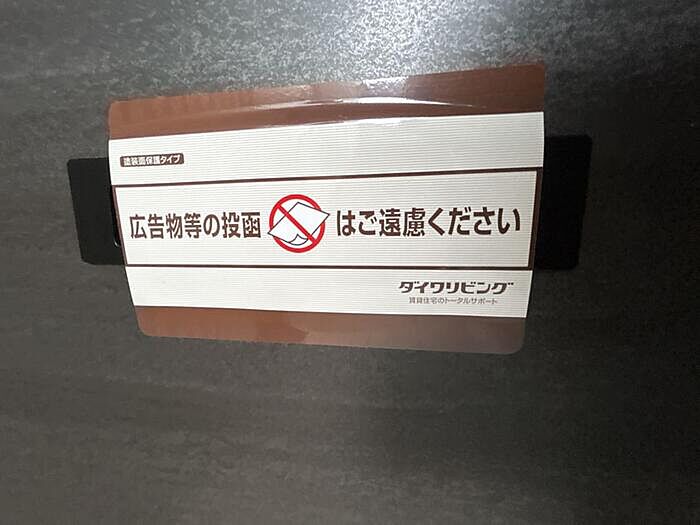 塗装面保護タイプ
広告物等の投函はご遠慮ください
ダイワリビング
賃貸住宅のトータルサポート